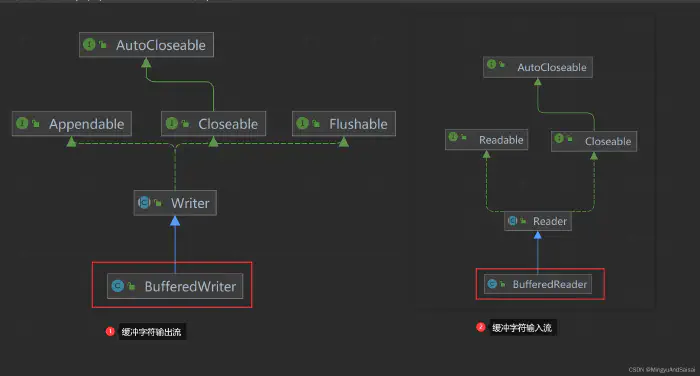 AutoCloseable
Appendable
Closeable
Flushable
Writer
BufferedWriter
1 缓冲字符输出流
AutoCloseable
Readable
Closeable
Reader
BufferedReader
2 缓冲字符输入流
CSDN @MingyuAndSaisai